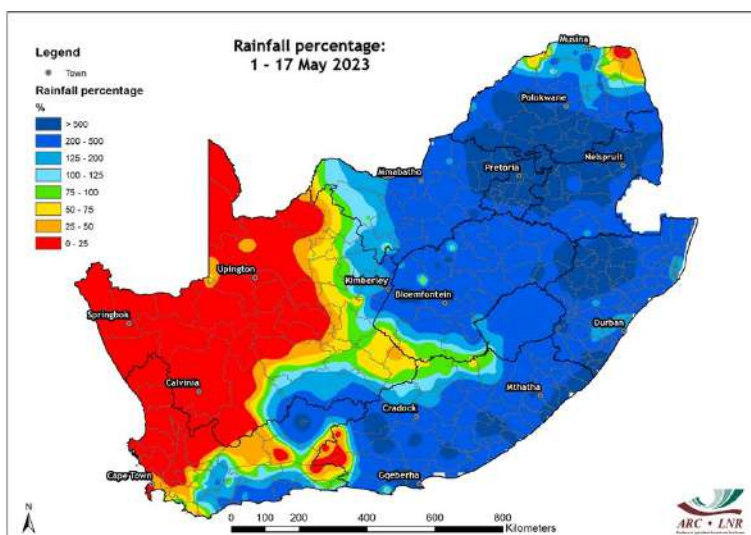 Rainfall percentage:
1 - 17 May 2023
Legend
Town
Rainfall percentage
%
> 500
200 - 500
125 - 200
100 - 125
75 - 100
50 - 75
25 - 50
0 - 25
Musina
Polokwane
Mmabatho
Pretoria
Nelspruit
Upington
Kimberley
Bloemfontein
Springbok
Durban
Calvinia
Mthatha
Cradock
Cape Town
Gqeberha
N
0 100 200 400 600 800
Kilometers
ARC • LNR